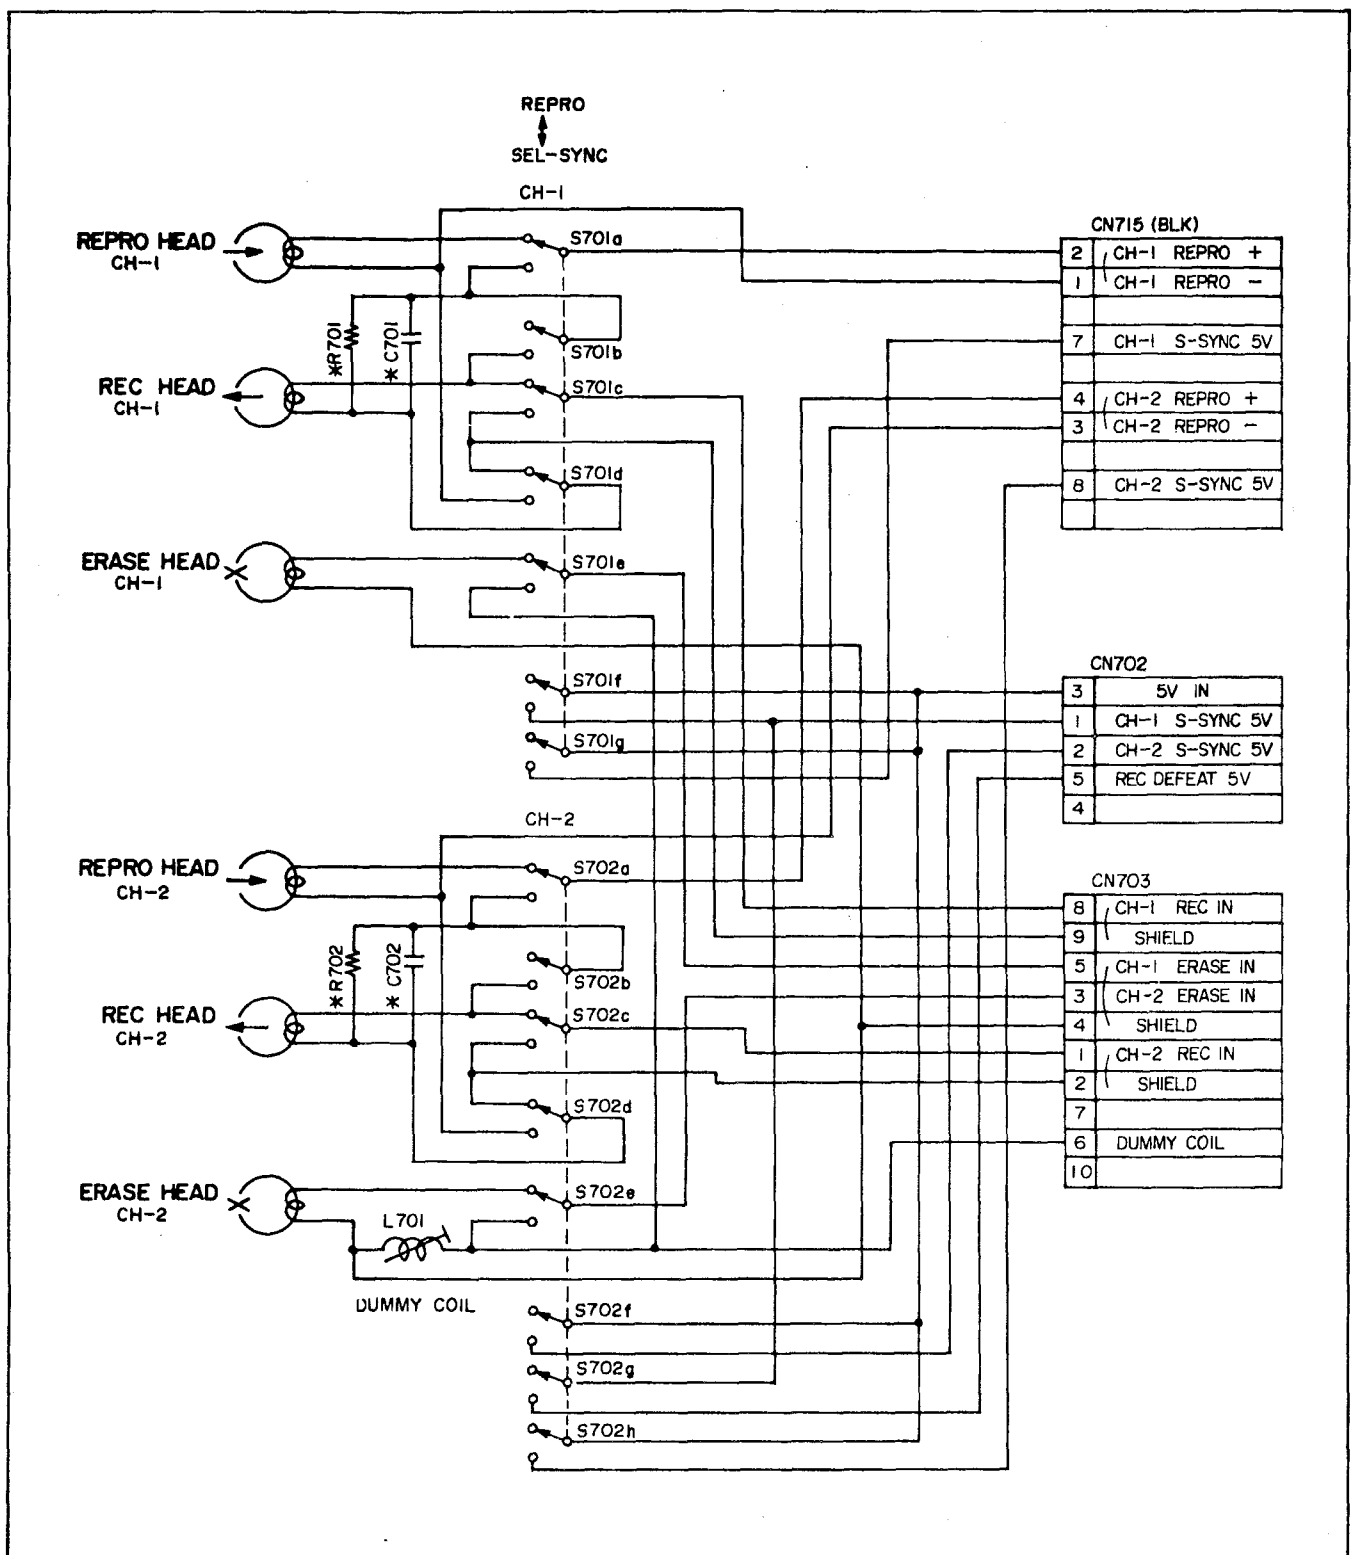 REPRO
SEL-SYNC
CH-1
REPRO HEAD
CH-1
S701a
*R701
*C701
S701b
REC HEAD
CH-1
S701c
S701d
ERASE HEAD
CH-1
S701e
S701f
S701g
CH-2
REPRO HEAD
CH-2
S702a
*R702
*C702
S702b
REC HEAD
CH-2
S702c
S702d
ERASE HEAD
CH-2
S702e
L701
DUMMY COIL
S702f
S702g
S702h
CN715 (BLK)
2 CH-1 REPRO +
1 CH-1 REPRO -
7 CH-1 S-SYNC 5V
4 CH-2 REPRO +
3 CH-2 REPRO -
8 CH-2 S-SYNC 5V
CN702
3 5V IN
1 CH-1 S-SYNC 5V
2 CH-2 S-SYNC 5V
5 REC DEFEAT 5V
4
CN703
8 CH-1 REC IN
9 SHIELD
5 CH-1 ERASE IN
3 CH-2 ERASE IN
4 SHIELD
1 CH-2 REC IN
2 SHIELD
7
6 DUMMY COIL
10